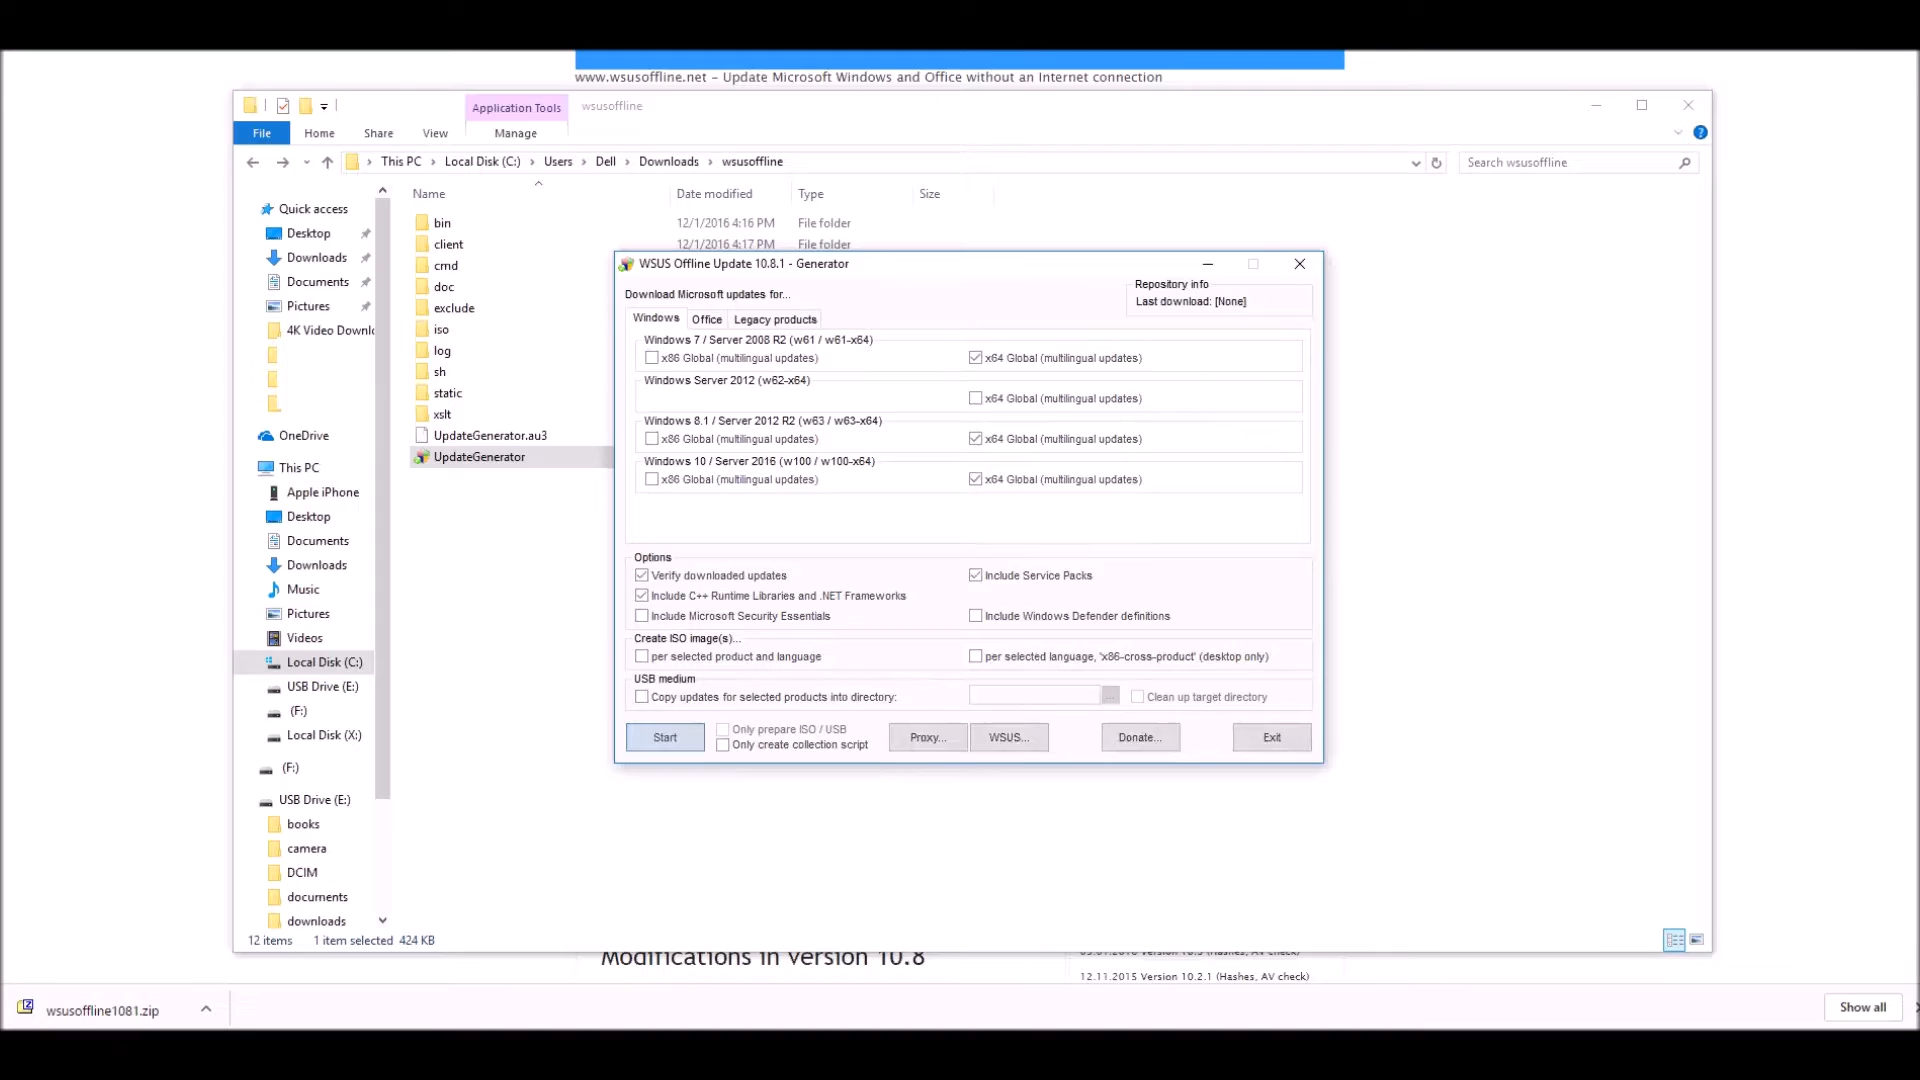 www.wsusoffline.net – Update Microsoft Windows and Office without an Internet connection
Application Tools
wsusoffline
File
Home
Share
View
Manage
This PC
Local Disk (C:)
Users
Dell
Downloads
wsusoffline
Search wsusoffline
Name
Date modified
Type
Size
Quick access
Desktop
Downloads
Documents
Pictures
4K Video Downlo
OneDrive
This PC
Apple iPhone
Desktop
Documents
Downloads
Music
Pictures
Videos
Local Disk (C:)
USB Drive (E:)
(F:)
Local Disk (X:)
(F:)
USB Drive (E:)
books
camera
DCIM
documents
downloads
bin 12/1/2016 4:16 PM File folder
client 12/1/2016 4:17 PM File folder
cmd
doc
exclude
iso
log
sh
static
xslt
UpdateGenerator.au3
UpdateGenerator
12 items 1 item selected 424 KB
WSUS Offline Update 10.8.1 - Generator
Download Microsoft updates for...
Repository info
Last download: [None]
Windows
Office
Legacy products
Windows 7 / Server 2008 R2 (w61 / w61-x64)
x86 Global (multilingual updates)
x64 Global (multilingual updates)
Windows Server 2012 (w62-x64)
x64 Global (multilingual updates)
Windows 8.1 / Server 2012 R2 (w63 / w63-x64)
x86 Global (multilingual updates)
x64 Global (multilingual updates)
Windows 10 / Server 2016 (w100 / w100-x64)
x86 Global (multilingual updates)
x64 Global (multilingual updates)
Options
Verify downloaded updates
Include Service Packs
Include C++ Runtime Libraries and .NET Frameworks
Include Microsoft Security Essentials
Include Windows Defender definitions
Create ISO image(s)...
per selected product and language
per selected language, 'x86-cross-product' (desktop only)
USB medium
Copy updates for selected products into directory:
...
Clean up target directory
Start
Only prepare ISO / USB
Only create collection script
Proxy...
WSUS...
Donate...
Exit
Modifications in version 10.8
12.11.2015 Version 10.2.1 (Hashes, AV check)
wsusoffline1081.zip
Show all